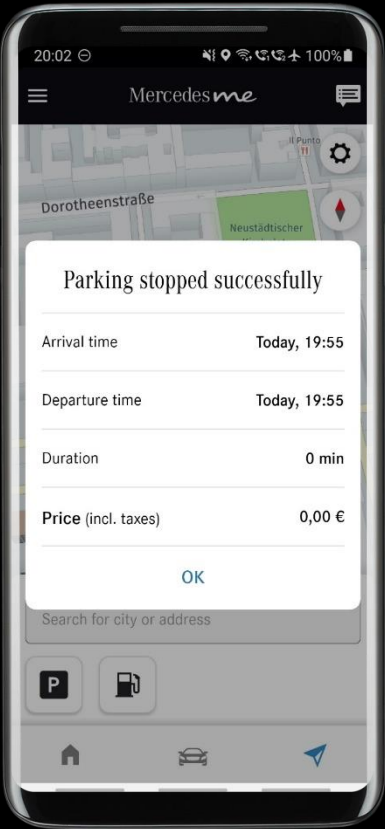 20:02
100%
Mercedes me
Il Punto
11
Dorotheenstraße
Neustädtischer
Parking stopped successfully
Arrival time
Today, 19:55
Departure time
Today, 19:55
Duration
0 min
Price (incl. taxes)
0,00 €
OK
Search for city or address
P